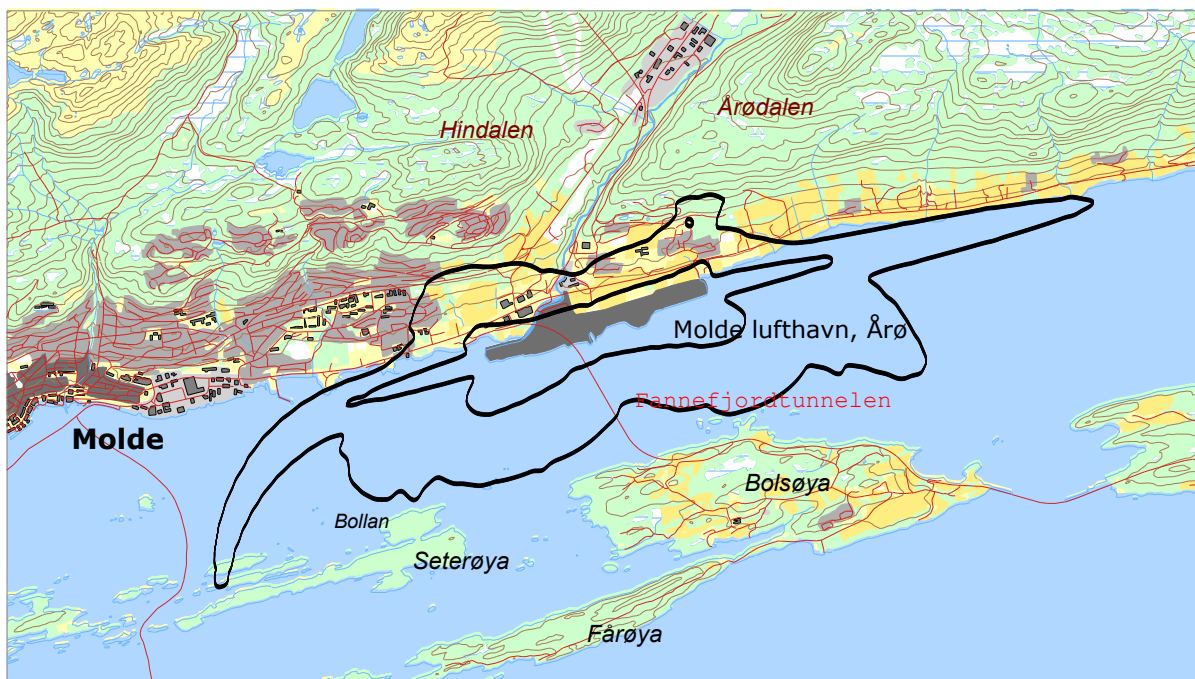 Årødalen
Hindalen
Molde lufthavn, Årø
Fannefjordtunnelen
Molde
Bolsøya
Bollan
Seterøya
Fårøya